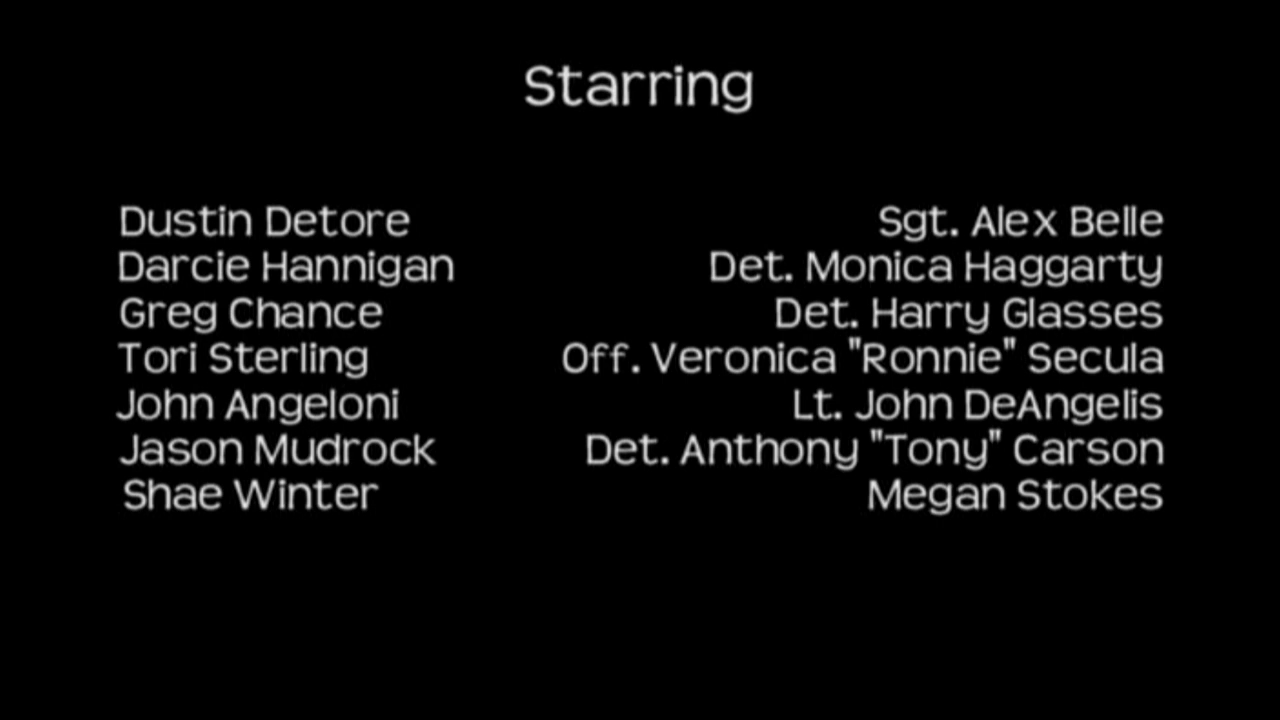 Starring
Dustin Detore Sgt. Alex Belle
Darcie Hannigan Det. Monica Haggarty
Greg Chance Det. Harry Glasses
Tori Sterling Off. Veronica "Ronnie" Secula
John Angeloni Lt. John DeAngelis
Jason Mudrock Det. Anthony "Tony" Carson
Shae Winter Megan Stokes